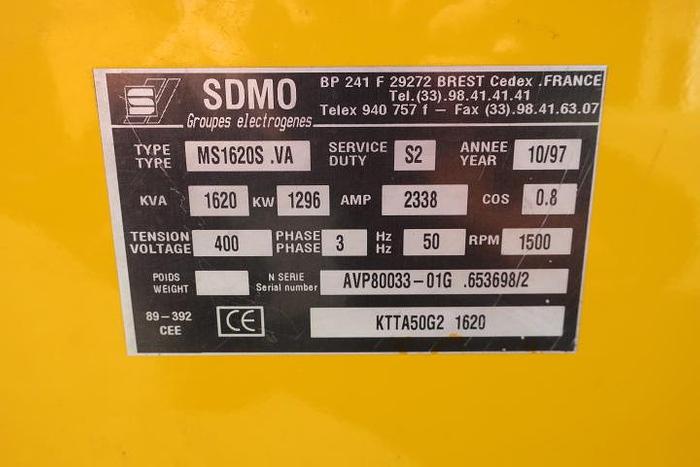 SDMO
Groupes electrogenes
BP 241 F 29272 BREST Cedex .FRANCE
Tel.(33).98.41.41.41
Telex 940 757 f – Fax (33).98.41.63.07
TYPE
TYPE MS1620S .VA SERVICE
DUTY S2 ANNEE
YEAR 10/97
KVA 1620 KW 1296 AMP 2338 COS 0.8
TENSION
VOLTAGE 400 PHASE
PHASE 3 Hz
Hz 50 RPM 1500
POIDS
WEIGHT N SERIE
Serial number AVP80033-01G .653698/2
89-392
CEE CE KTTA50G2 1620